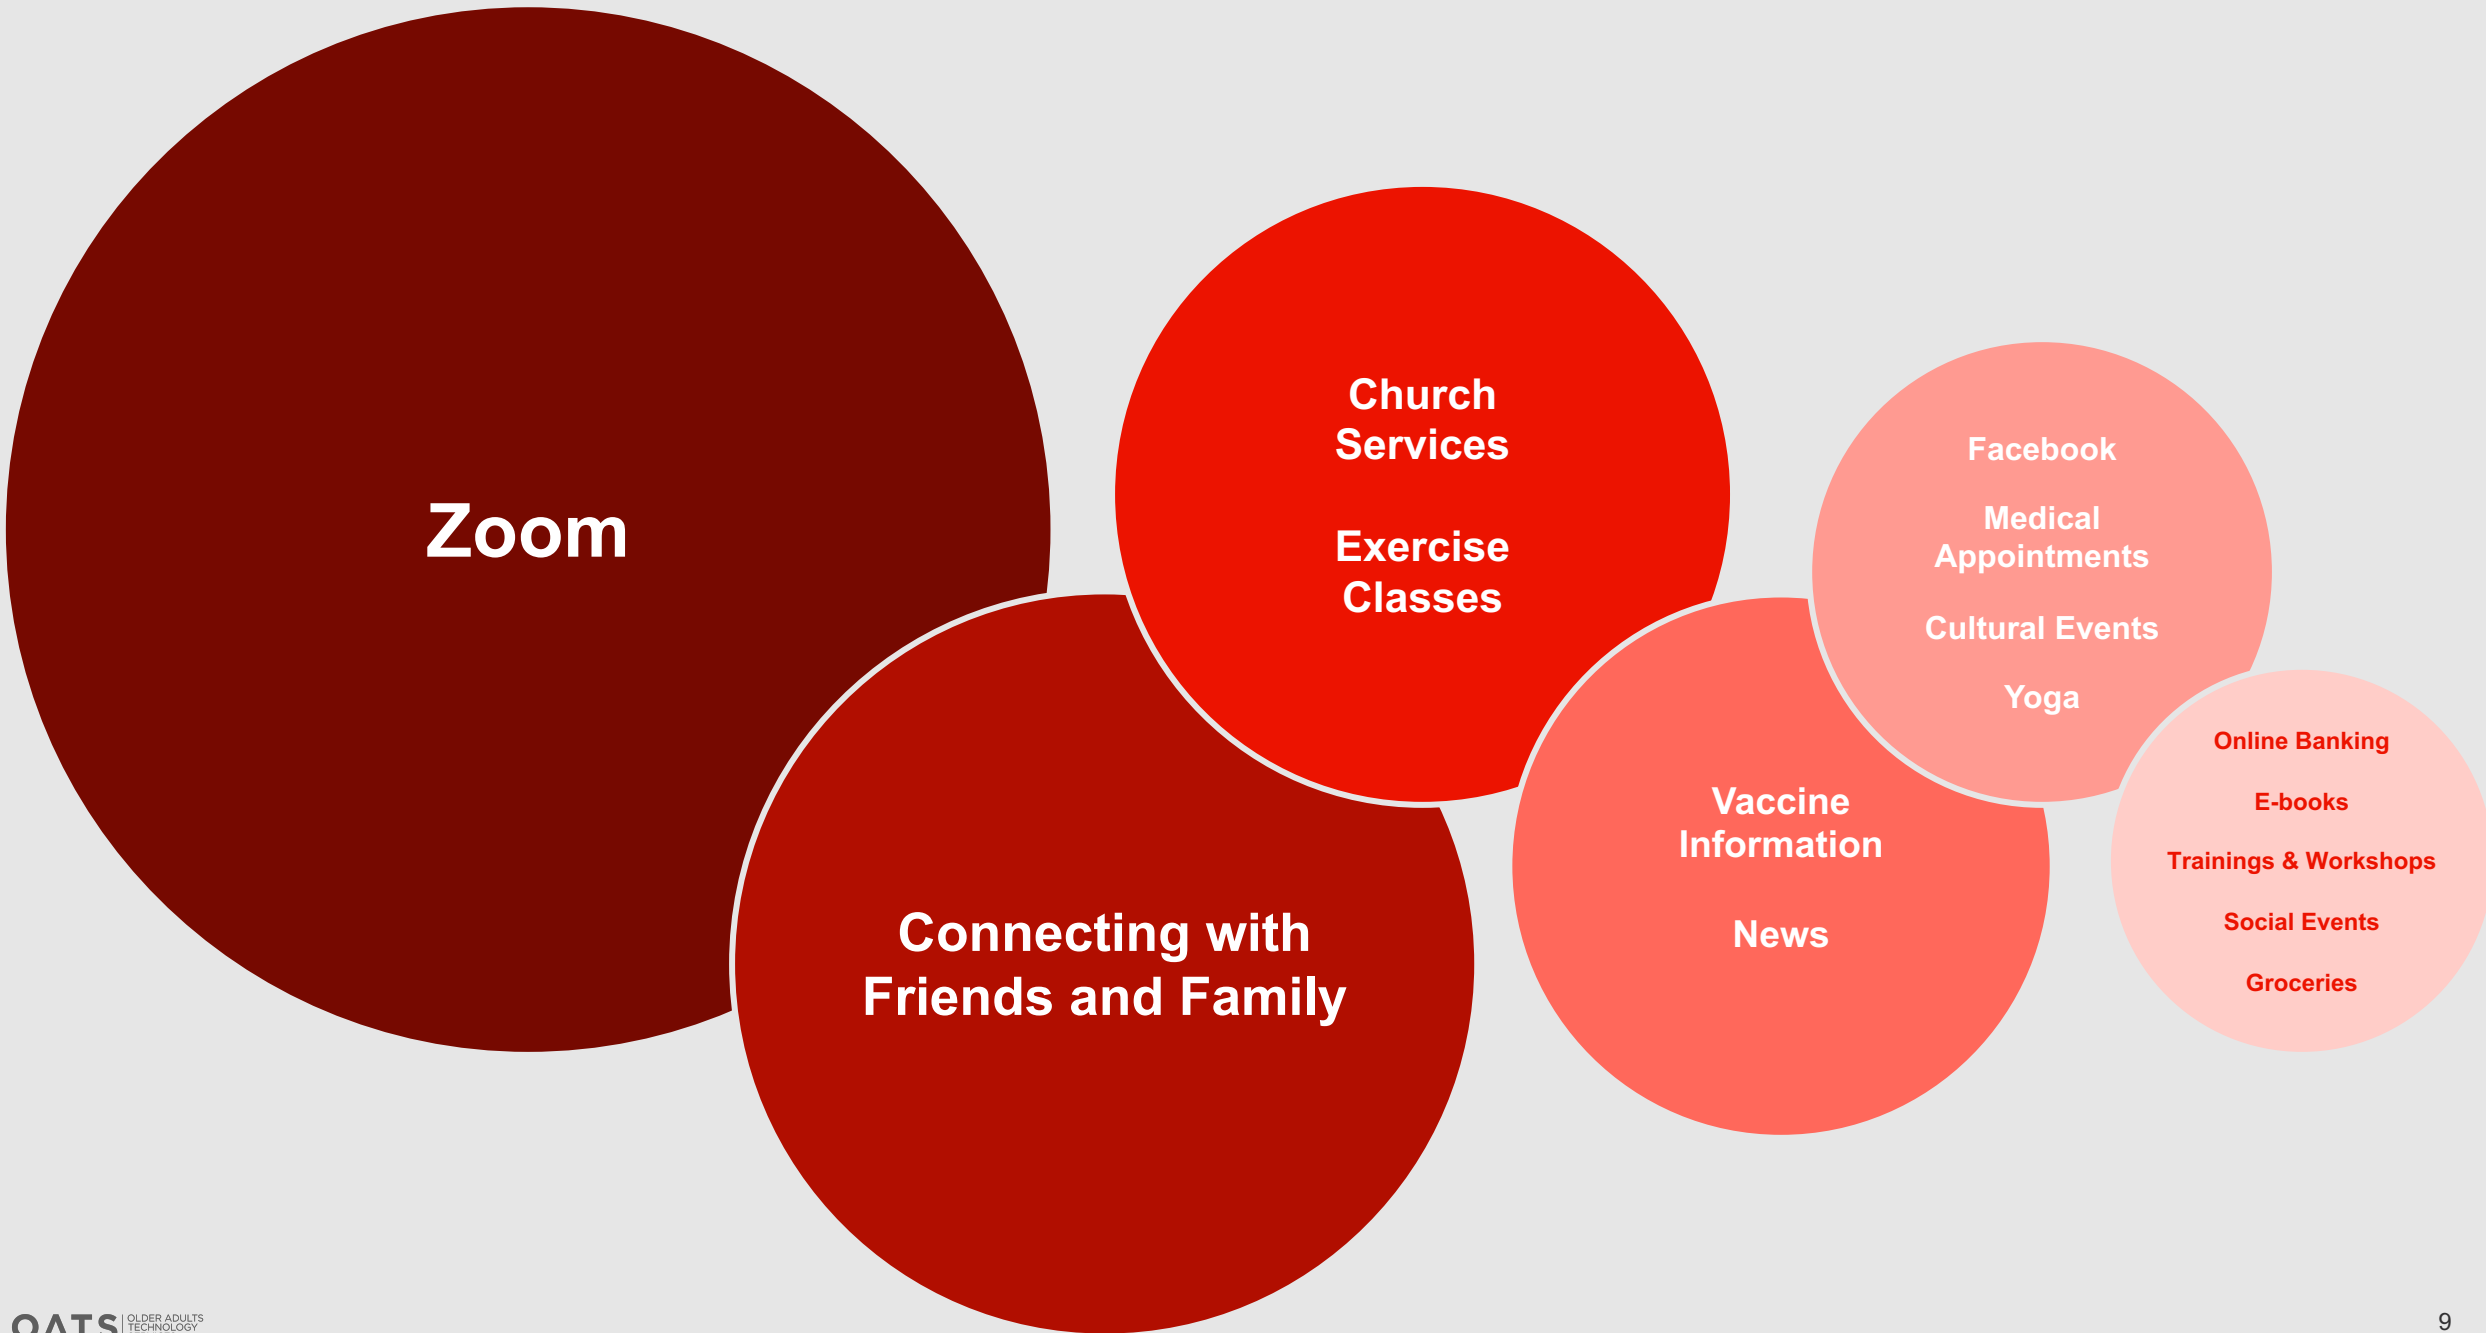 Zoom
Connecting with
Friends and Family
Church
Services
Exercise
Classes
Vaccine
Information
News
Facebook
Medical
Appointments
Cultural Events
Yoga
Online Banking
E-books
Trainings & Workshops
Social Events
Groceries
OATS
OLDER ADULTS
TECHNOLOGY
9